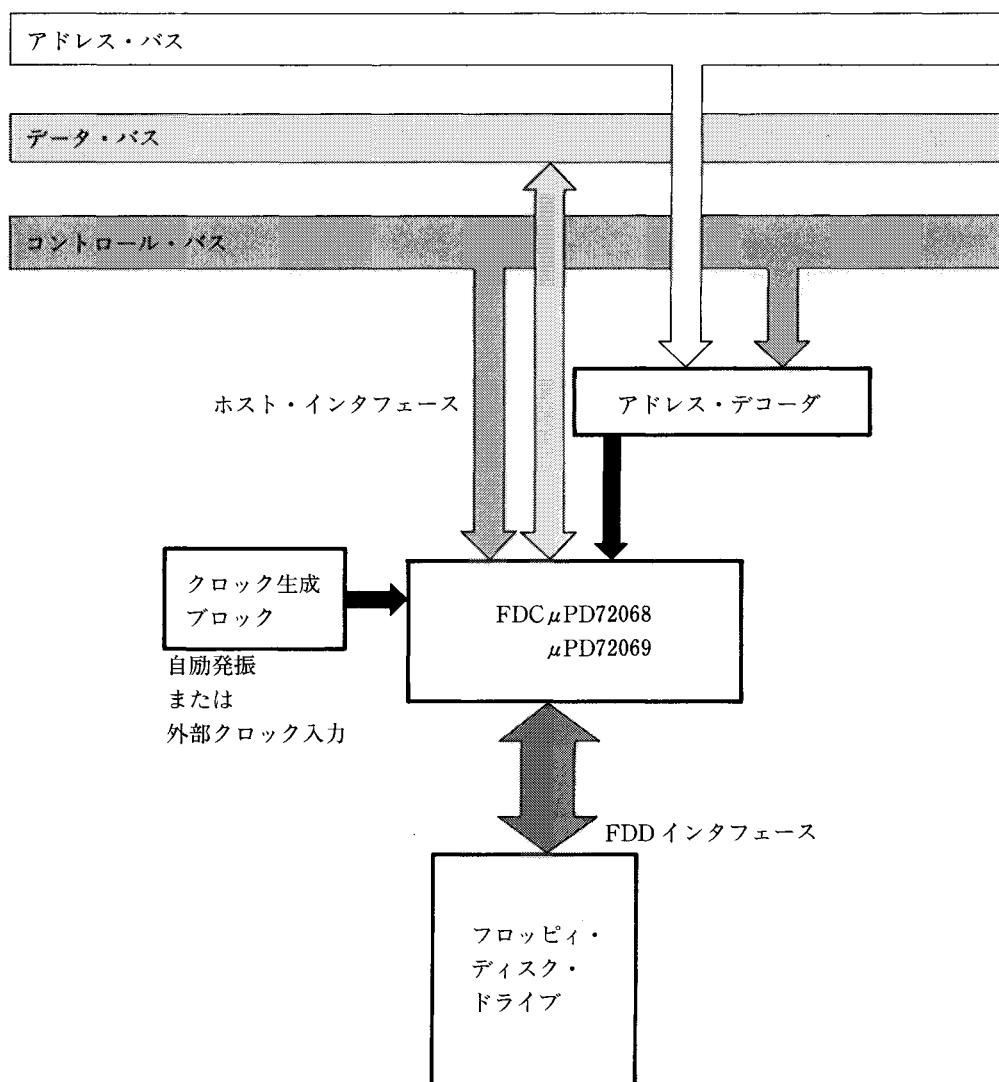 アドレス・バス
データ・バス
コントロール・バス
ホスト・インタフェース
アドレス・デコーダ
クロック生成
ブロック
自励発振
または
外部クロック入力
FDCμPD72068
μPD72069
FDDインタフェース
フロッピィ・
ディスク・
ドライブ